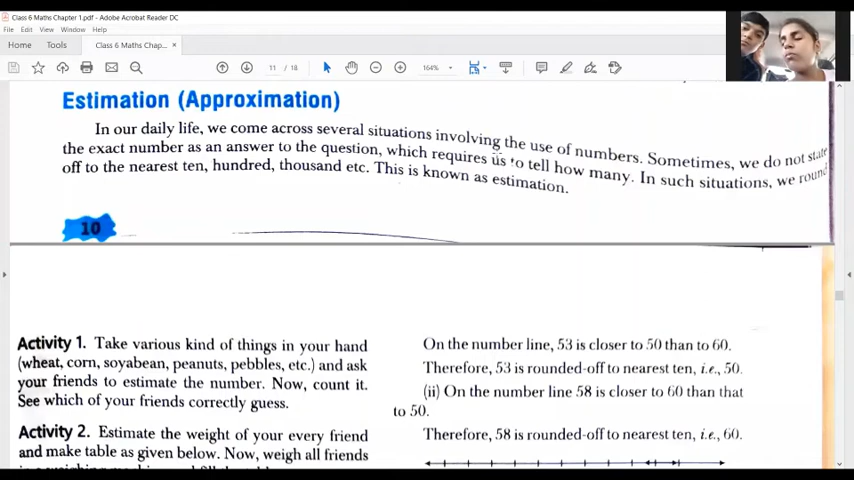 Class 6 Maths Chapter 1.pdf - Adobe Acrobat Reader DC
File Edit View Window Help
Home Tools Class 6 Maths Chap... ×
11 / 18 164%
Estimation (Approximation)
In our daily life, we come across several situations involving the use of numbers. Sometimes, we do not state
the exact number as an answer to the question, which requires us to tell how many. In such situations, we round
off to the nearest ten, hundred, thousand etc. This is known as estimation.
10
Activity 1. Take various kind of things in your hand
(wheat, corn, soyabean, peanuts, pebbles, etc.) and ask
your friends to estimate the number. Now, count it.
See which of your friends correctly guess.
Activity 2. Estimate the weight of your every friend
and make table as given below. Now, weigh all friends
On the number line, 53 is closer to 50 than to 60.
Therefore, 53 is rounded-off to nearest ten, i.e., 50.
(ii) On the number line 58 is closer to 60 than that
to 50.
Therefore, 58 is rounded-off to nearest ten, i.e., 60.